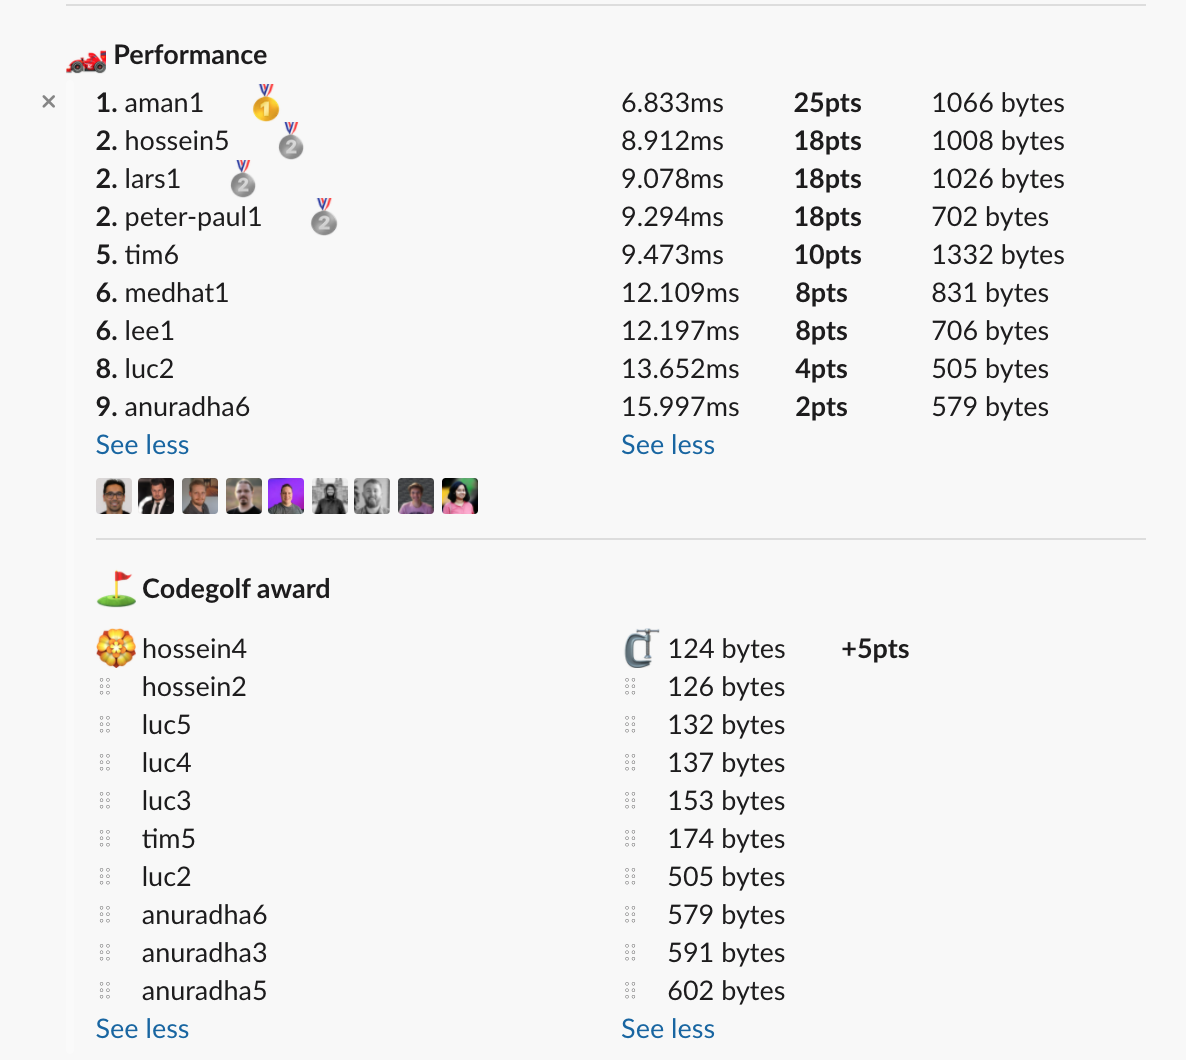 Performance
1. aman1 6.833ms 25pts 1066 bytes
2. hossein5 8.912ms 18pts 1008 bytes
2. lars1 9.078ms 18pts 1026 bytes
2. peter-paul1 9.294ms 18pts 702 bytes
5. tim6 9.473ms 10pts 1332 bytes
6. medhat1 12.109ms 8pts 831 bytes
6. lee1 12.197ms 8pts 706 bytes
8. luc2 13.652ms 4pts 505 bytes
9. anuradha6 15.997ms 2pts 579 bytes
See less See less
Codegolf award
hossein4 124 bytes +5pts
hossein2 126 bytes
luc5 132 bytes
luc4 137 bytes
luc3 153 bytes
tim5 174 bytes
luc2 505 bytes
anuradha6 579 bytes
anuradha3 591 bytes
anuradha5 602 bytes
See less See less